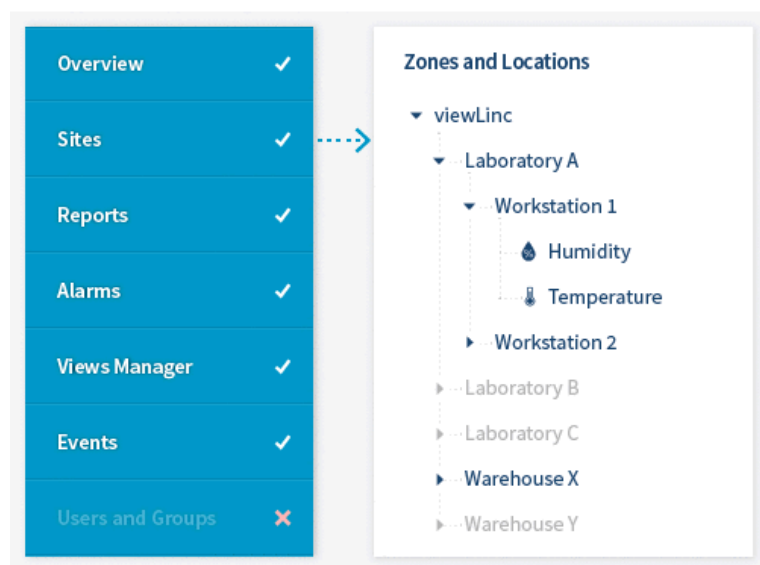 Overview
Sites
Reports
Alarms
Views Manager
Events
Users and Groups
Zones and Locations
viewLinc
Laboratory A
Workstation 1
Humidity
Temperature
Workstation 2
Laboratory B
Laboratory C
Warehouse X
Warehouse Y